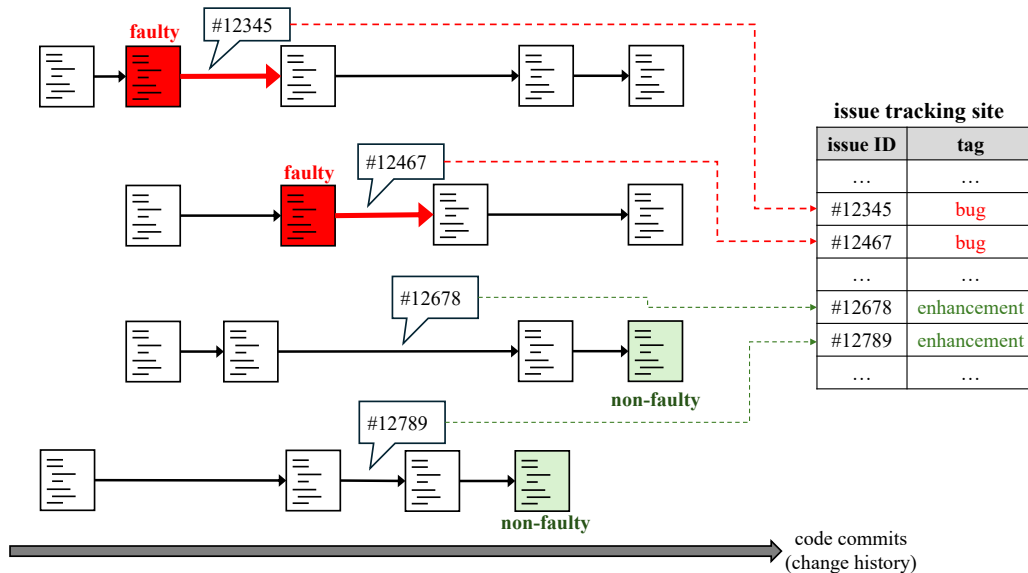 faulty
#12345
faulty
#12467
#12678
non-faulty
#12789
non-faulty
code commits
(change history)
issue tracking site
issue ID tag
… …
#12345 bug
#12467 bug
… …
#12678 enhancement
#12789 enhancement
… …